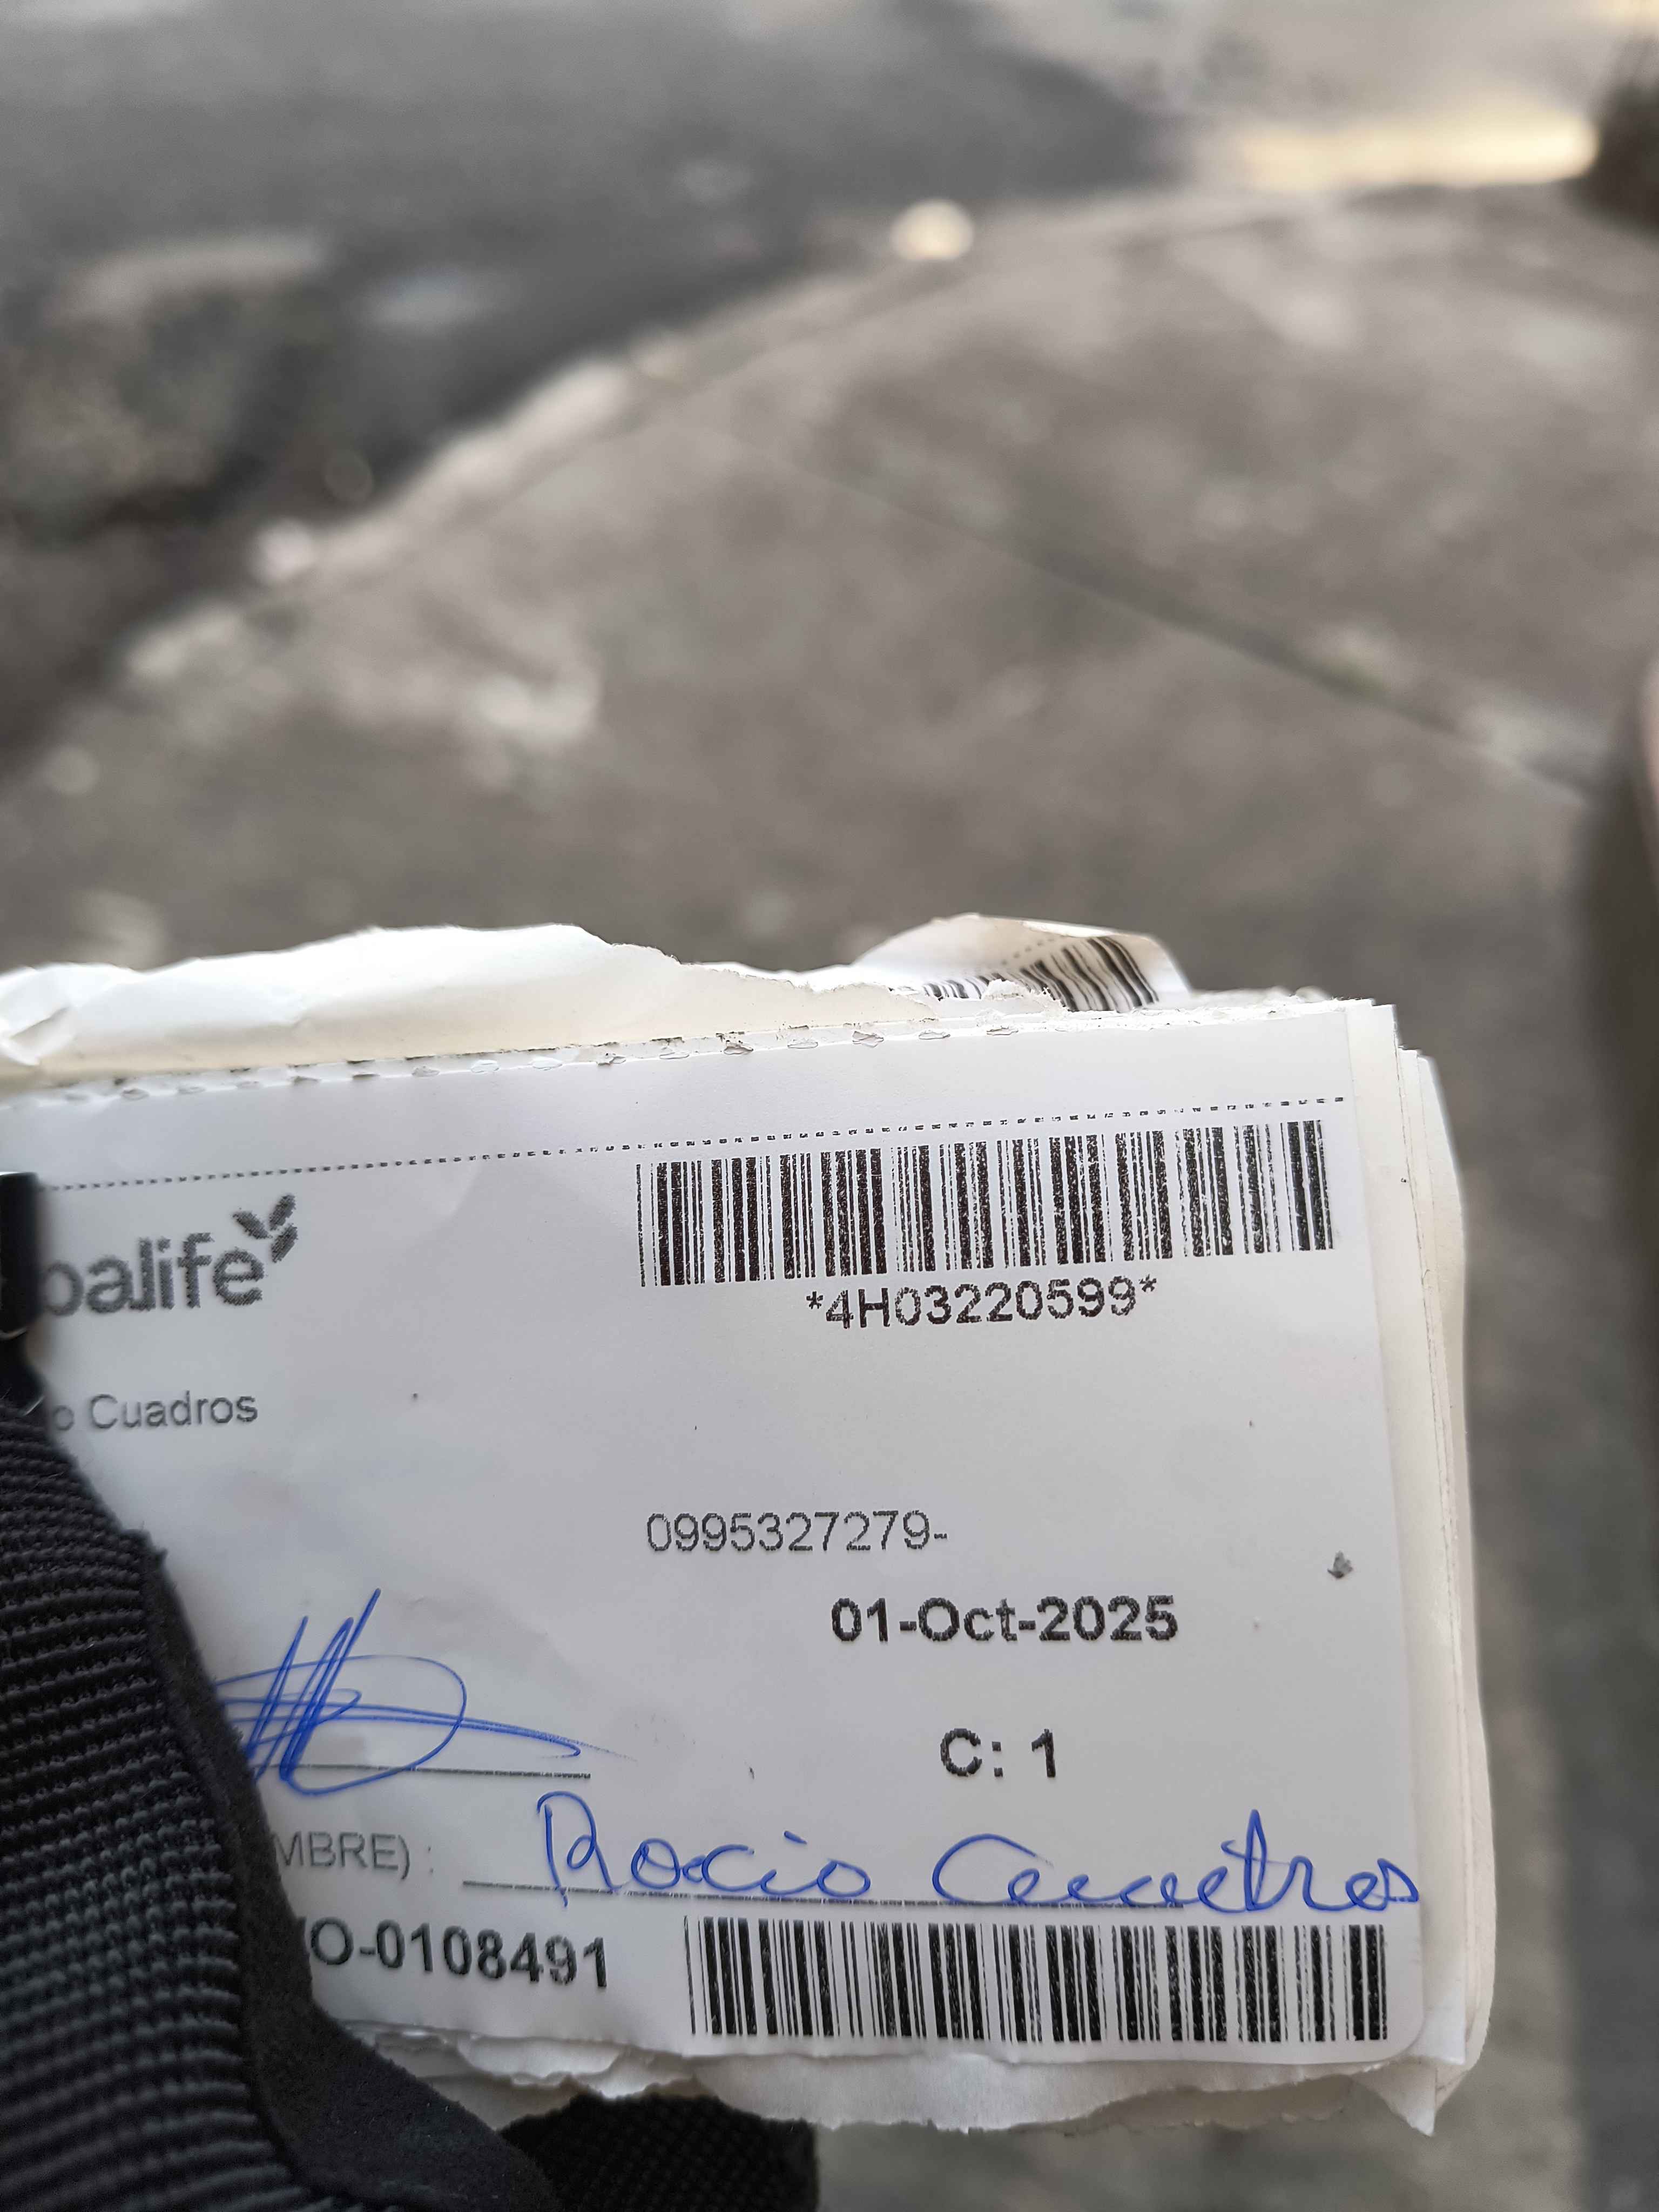 balife
*4H03220599*
o Cuadros
0995327279-
01-Oct-2025
C: 1
MBRE) : Rocio Cuadros
O-0108491